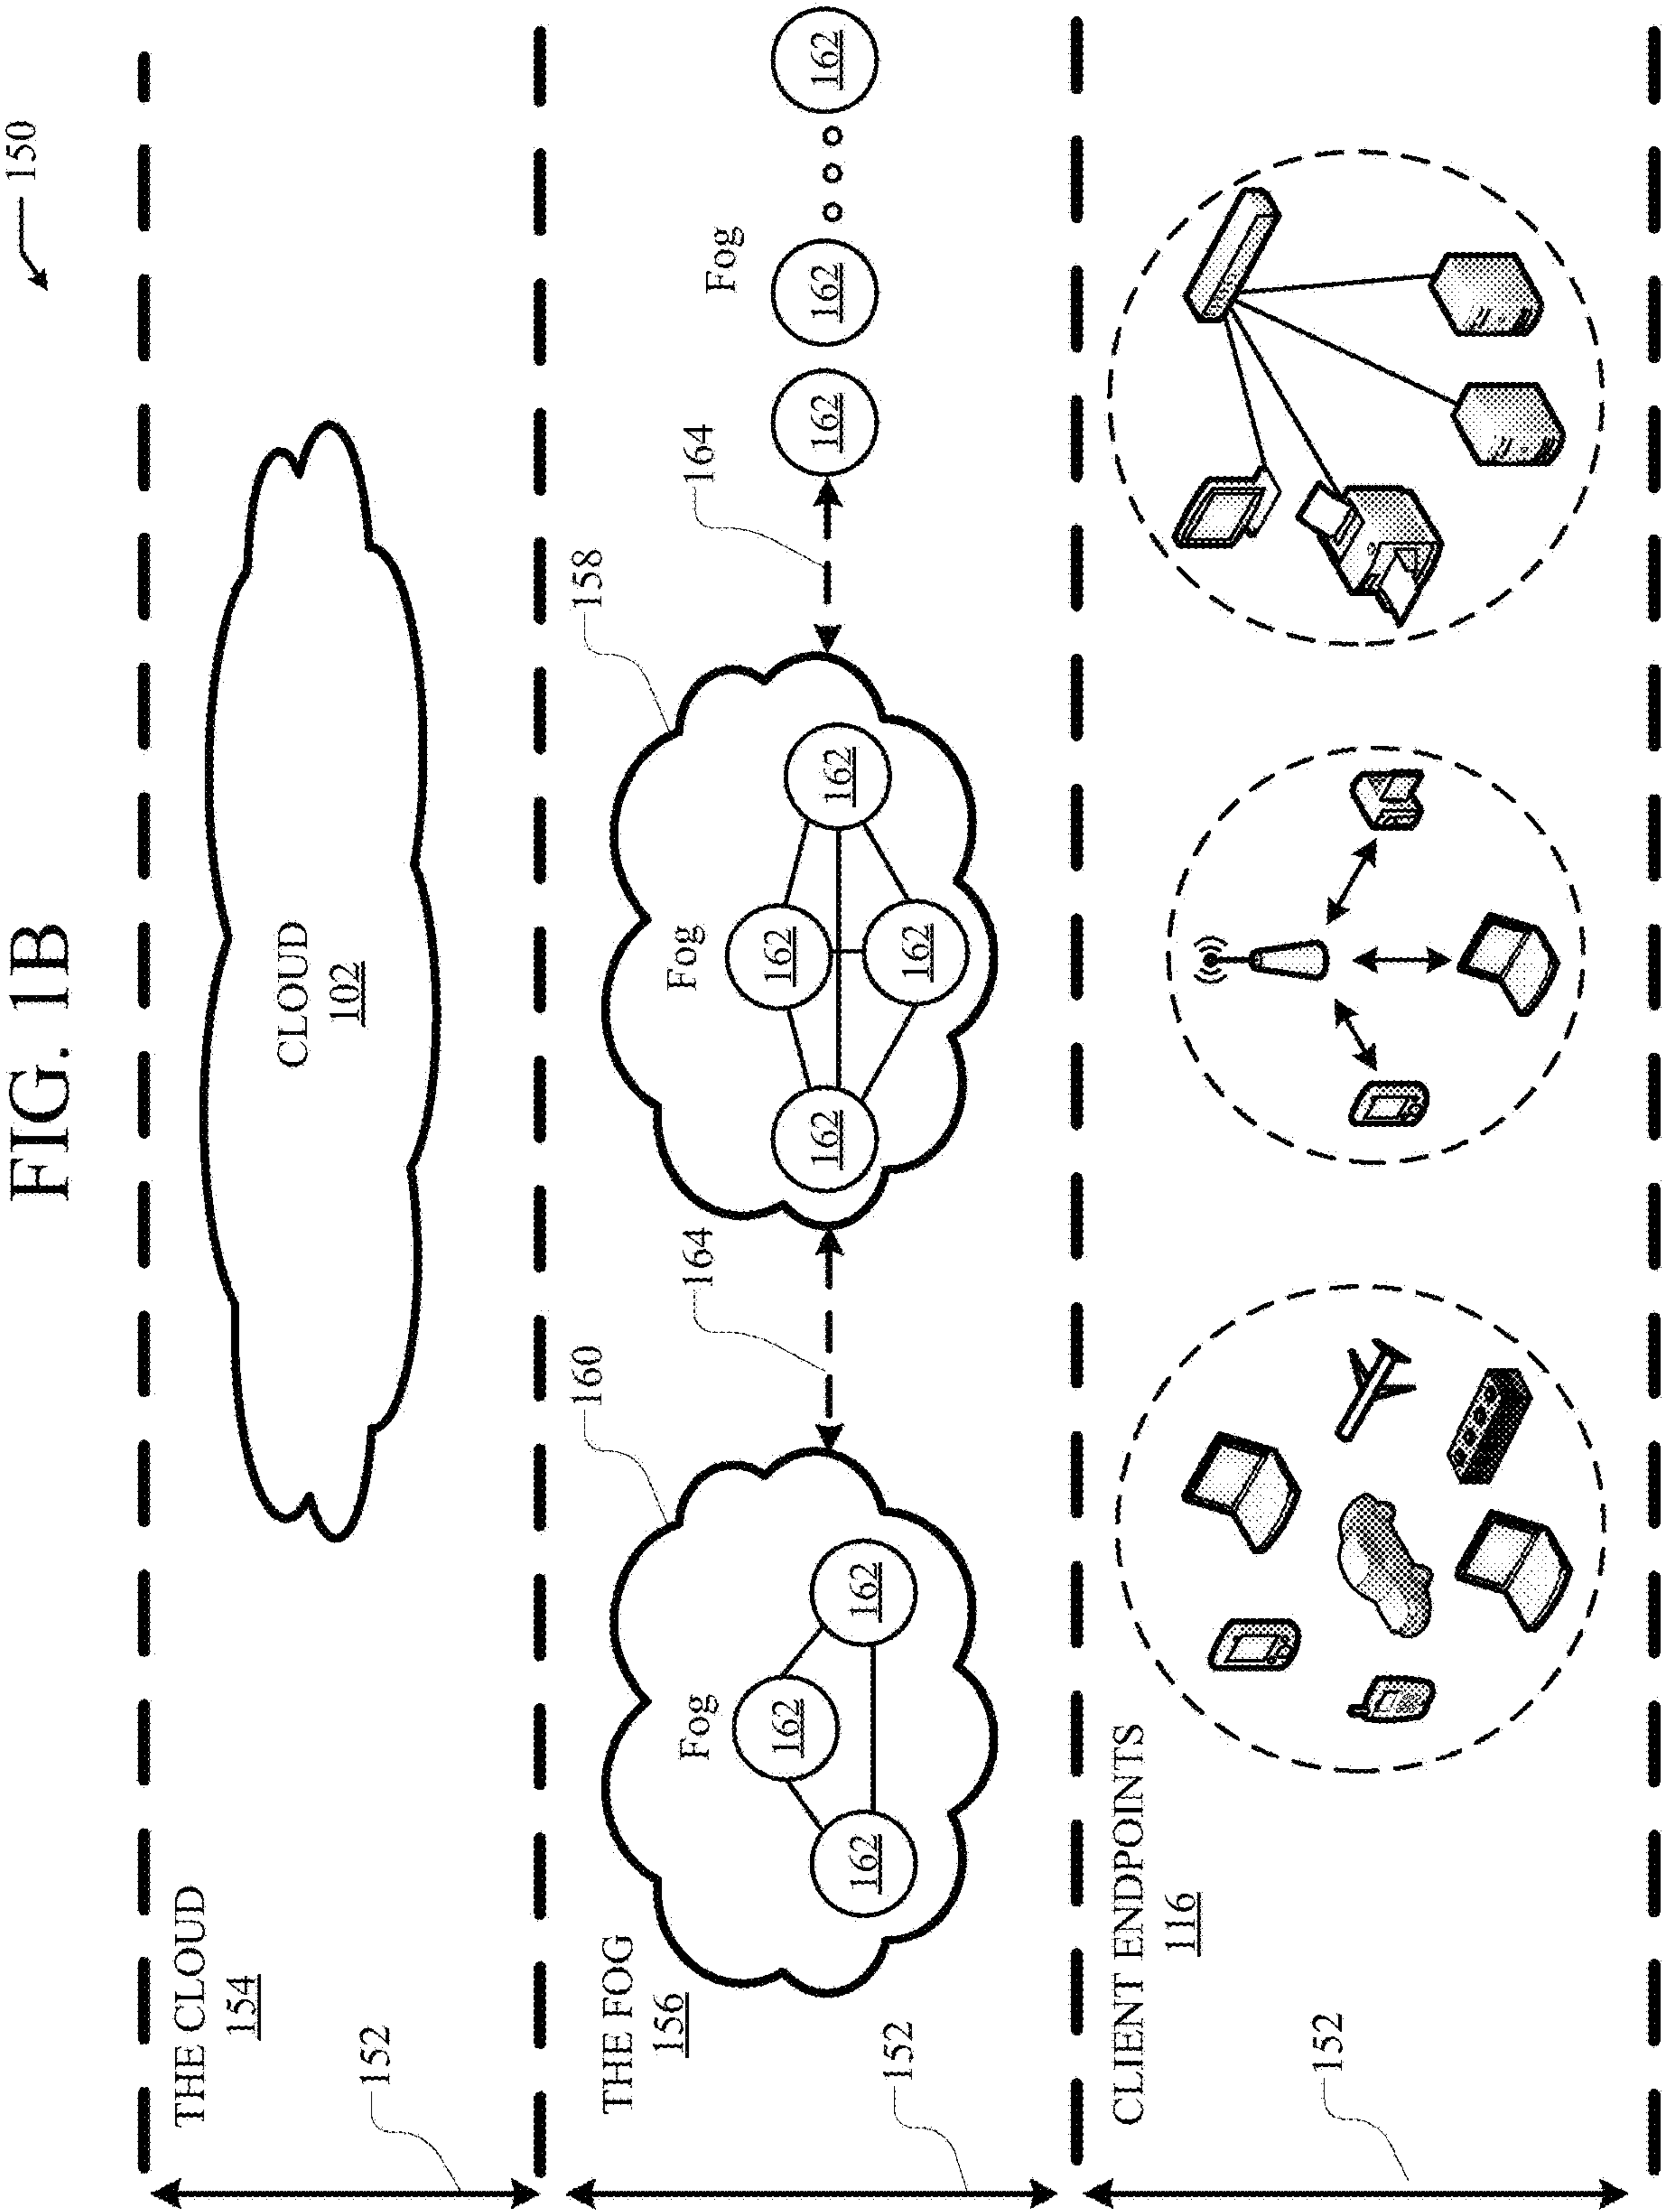 FIG. 1B
150
THE CLOUD
154
152
CLOUD
102
THE FOG
156
152
160
Fog
162
162
162
164
158
Fog
162
162
162
162
164
Fog
162
162
162
CLIENT ENDPOINTS
116
152